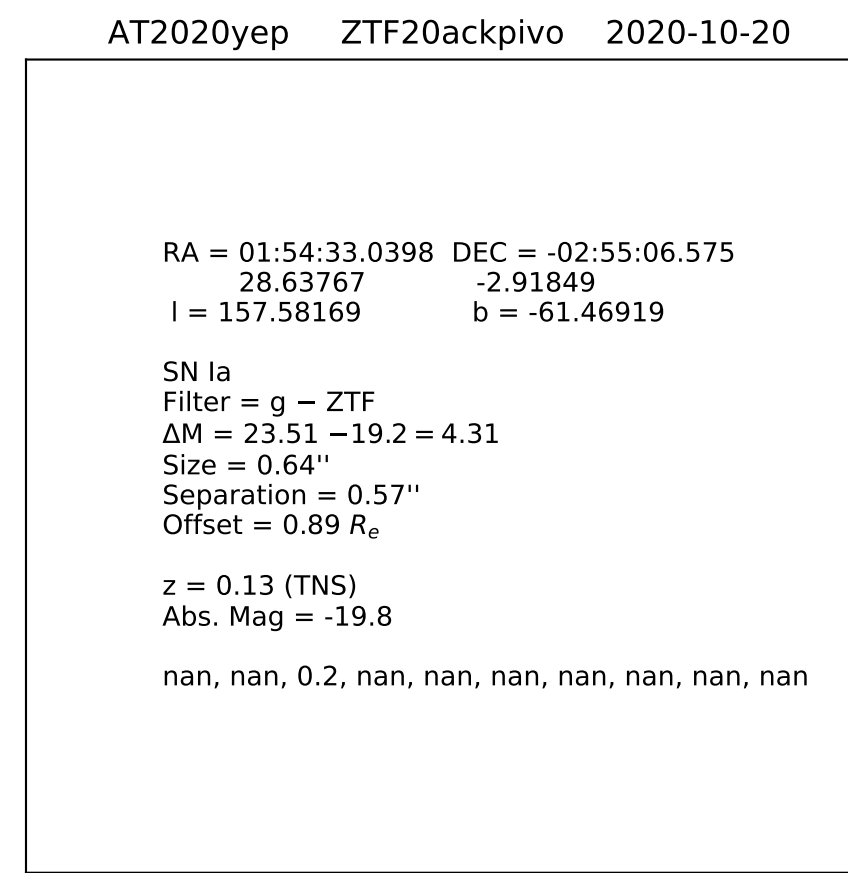 AT2020yep ZTF20ackpivo 2020-10-20
RA = 01:54:33.0398 DEC = -02:55:06.575
28.63767 -2.91849
l = 157.58169 b = -61.46919
SN Ia
Filter = g − ZTF
ΔM = 23.51 −19.2 = 4.31
Size = 0.64''
Separation = 0.57''
Offset = 0.89 Rₑ
z = 0.13 (TNS)
Abs. Mag = -19.8
nan, nan, 0.2, nan, nan, nan, nan, nan, nan, nan